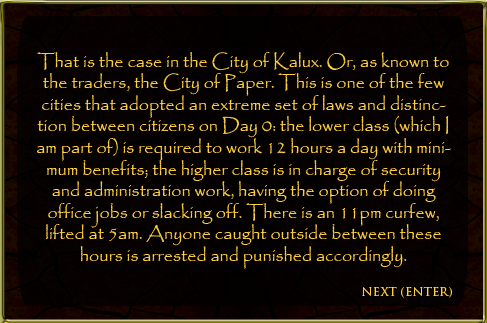 That is the case in the City of Kalux. Or, as known to
the traders, the City of Paper. This is one of the few
cities that adopted an extreme set of laws and distinc-
tion between citizens on Day 0: the lower class (which I
am part of) is required to work 12 hours a day with mini-
mum benefits; the higher class is in charge of security
and administration work, having the option of doing
office jobs or slacking off. There is an 11pm curfew,
lifted at 5am. Anyone caught outside between these
hours is arrested and punished accordingly.
NEXT (ENTER)